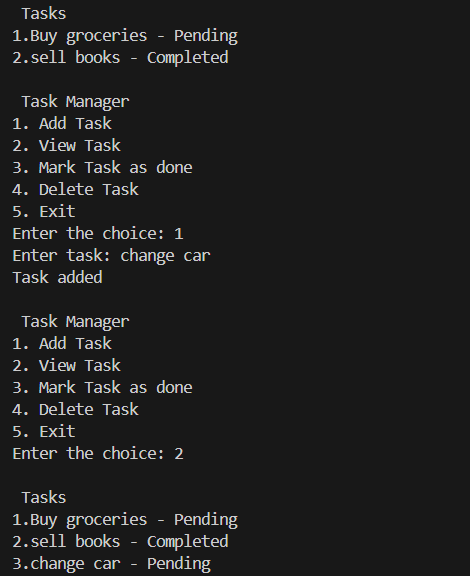 Tasks
1.Buy groceries - Pending
2.sell books - Completed
Task Manager
1. Add Task
2. View Task
3. Mark Task as done
4. Delete Task
5. Exit
Enter the choice: 1
Enter task: change car
Task added
Task Manager
1. Add Task
2. View Task
3. Mark Task as done
4. Delete Task
5. Exit
Enter the choice: 2
Tasks
1.Buy groceries - Pending
2.sell books - Completed
3.change car - Pending